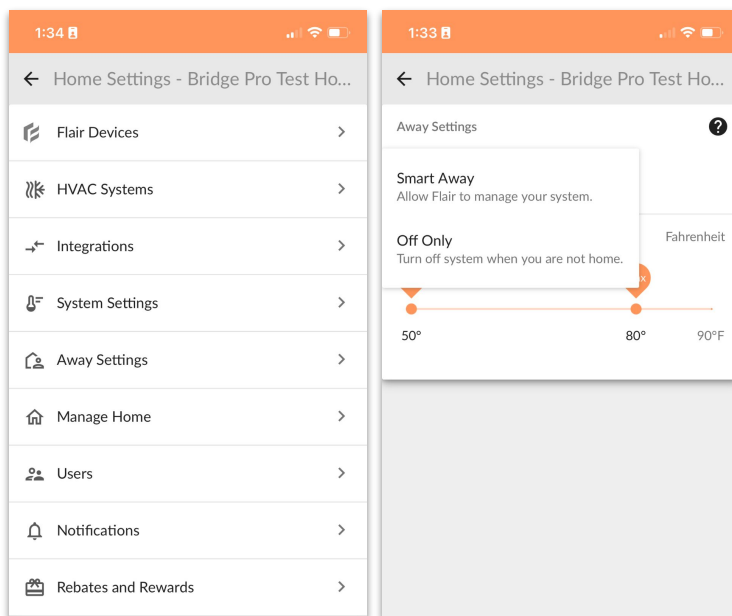 1:34
Home Settings - Bridge Pro Test Ho...
Flair Devices
HVAC Systems
Integrations
System Settings
Away Settings
Manage Home
Users
Notifications
Rebates and Rewards
1:33
Home Settings - Bridge Pro Test Ho...
Away Settings
Smart Away
Allow Flair to manage your system.
Off Only
Turn off system when you are not home.
Fahrenheit
50°
80°
90°F